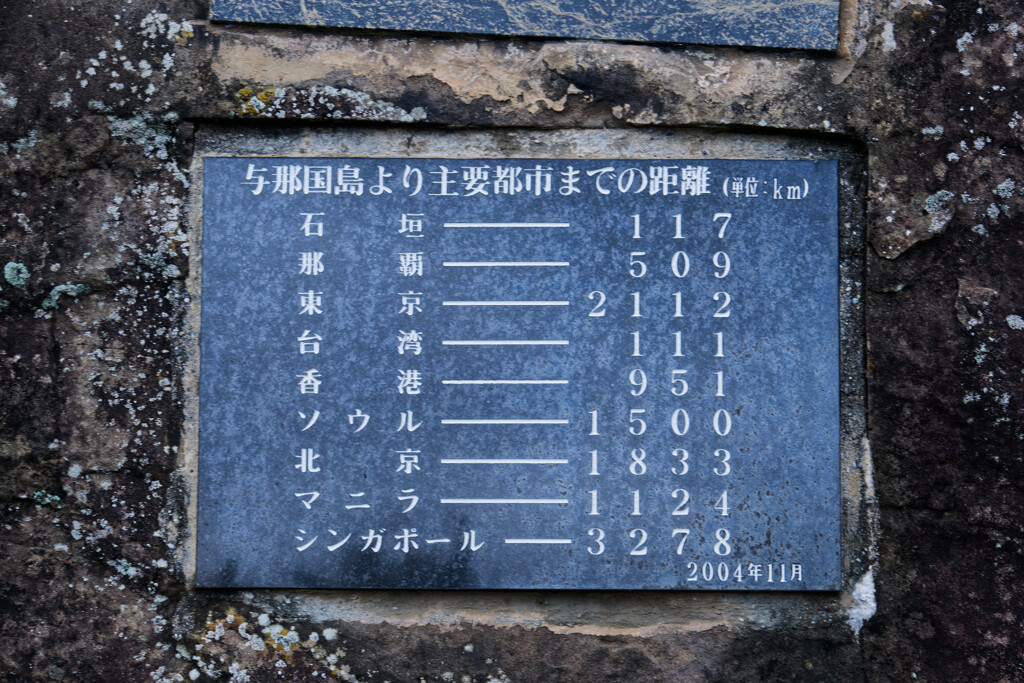 与那国島より主要都市までの距離 (単位:km)
石垣 ─── 117
那覇 ─── 509
東京 ─── 2112
台湾 ─── 111
香港 ─── 951
ソウル ─── 1500
北京 ─── 1833
マニラ ─── 1124
シンガポール ── 3278
2004年11月